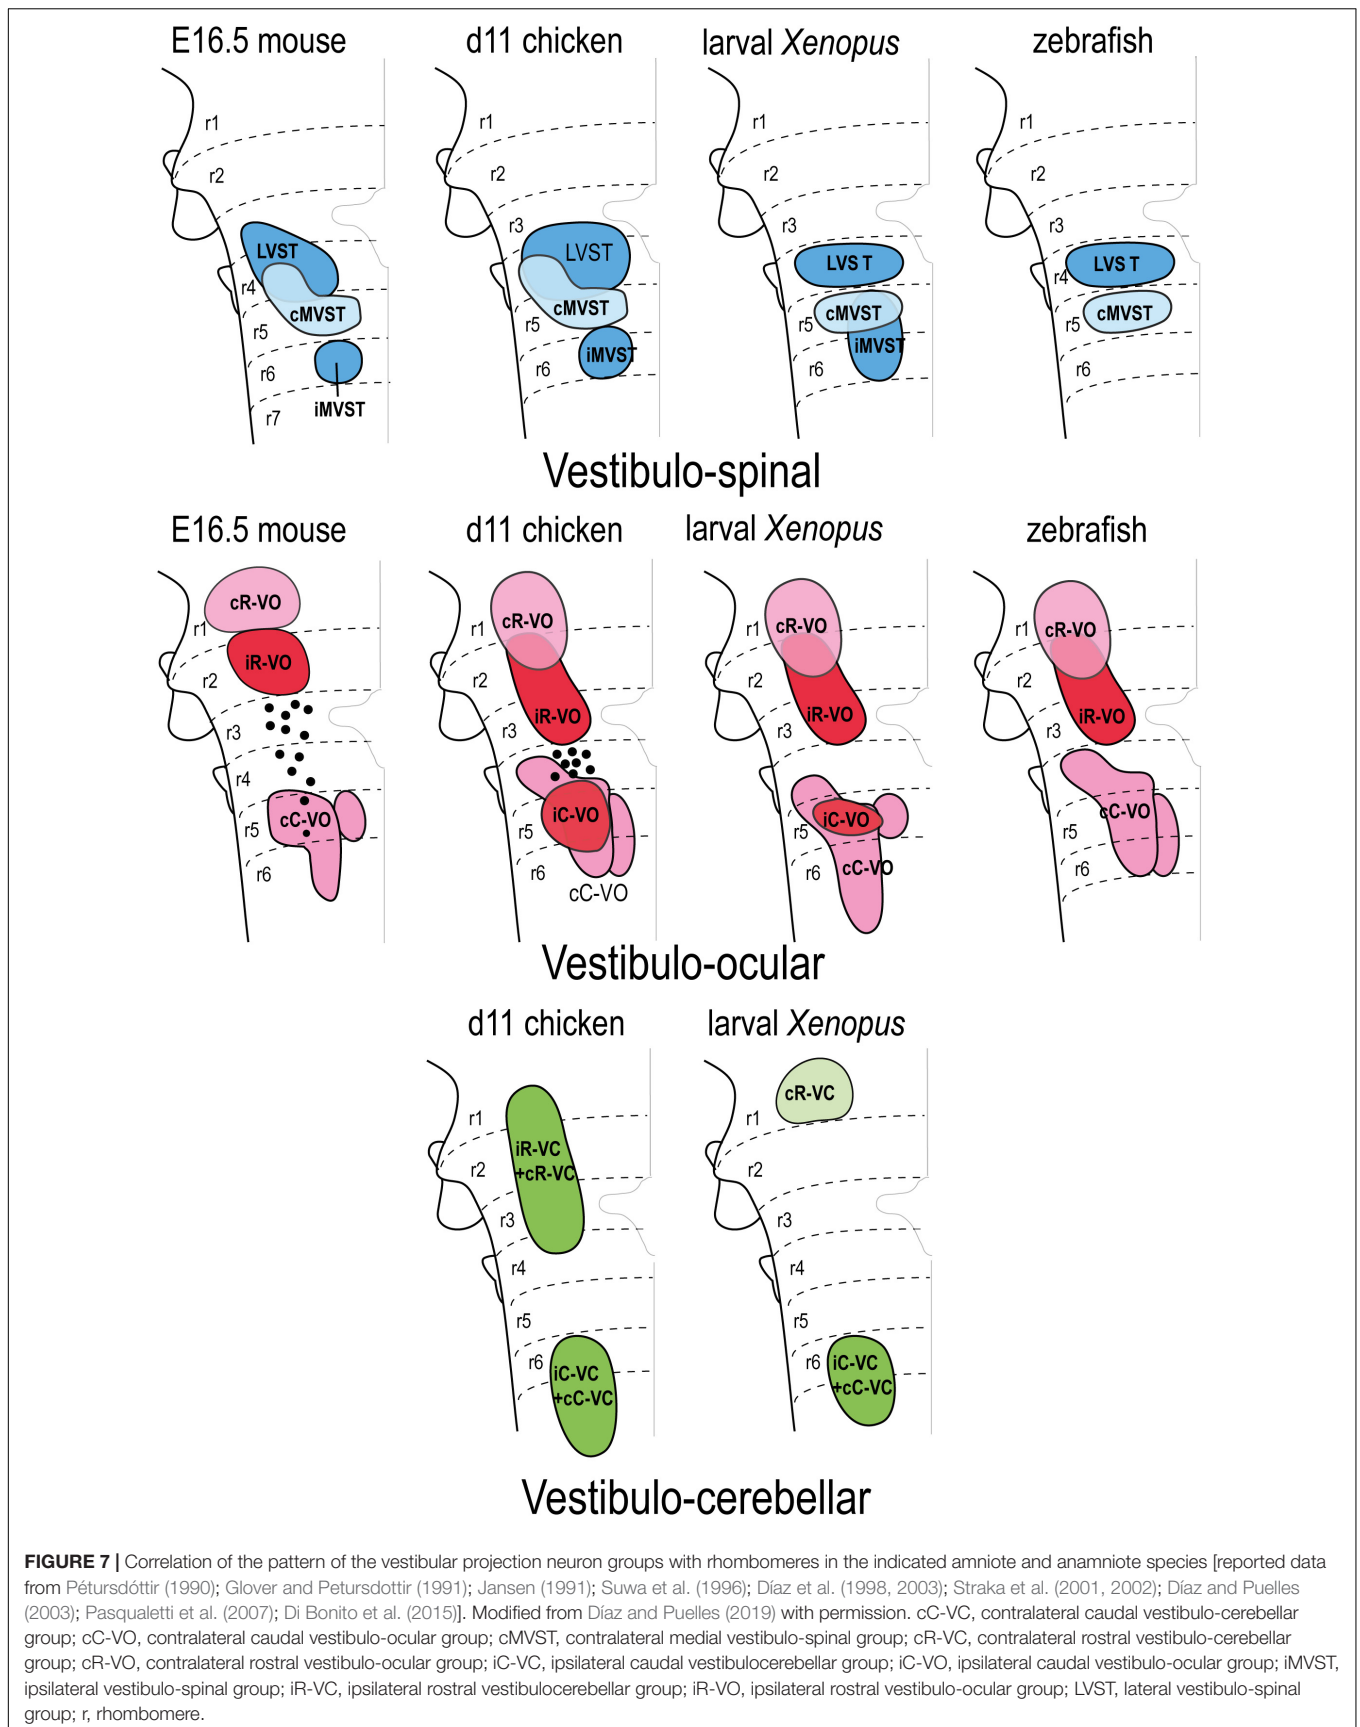 E16.5 mouse d11 chicken larval Xenopus zebrafish
r1 r1 r1 r1
r2 r2 r2 r2
r3 r3
LVST LVST LVS T LVS T
r4 r4
cMVST cMVST cMVST cMVST
r5 r5 r5 r5
iMVST iMVST
r6 r6 r6
iMVST
r7
Vestibulo-spinal
E16.5 mouse d11 chicken larval Xenopus zebrafish
cR-VO cR-VO cR-VO cR-VO
r1 r1 r1 r1
iR-VO
r2 r2 r2 r2
iR-VO iR-VO iR-VO
r3 r3 r3 r3
r4
cC-VO iC-VO iC-VO cC-VO
r5 r5 r5 r5
r6 r6 r6 r6
cC-VO cC-VO
Vestibulo-ocular
d11 chicken larval Xenopus
cR-VC
r1 r1
iR-VC
+cR-VC
r2 r2
r3 r3
r4 r4
r5 r5
r6 iC-VC r6 iC-VC
+cC-VC +cC-VC
Vestibulo-cerebellar
FIGURE 7 | Correlation of the pattern of the vestibular projection neuron groups with rhombomeres in the indicated amniote and anamniote species [reported data
from Pétursdóttir (1990); Glover and Petursdottir (1991); Jansen (1991); Suwa et al. (1996); Díaz et al. (1998, 2003); Straka et al. (2001, 2002); Díaz and Puelles
(2003); Pasqualetti et al. (2007); Di Bonito et al. (2015)]. Modified from Díaz and Puelles (2019) with permission. cC-VC, contralateral caudal vestibulo-cerebellar
group; cC-VO, contralateral caudal vestibulo-ocular group; cMVST, contralateral medial vestibulo-spinal group; cR-VC, contralateral rostral vestibulo-cerebellar
group; cR-VO, contralateral rostral vestibulo-ocular group; iC-VC, ipsilateral caudal vestibulocerebellar group; iC-VO, ipsilateral caudal vestibulo-ocular group; iMVST,
ipsilateral vestibulo-spinal group; iR-VC, ipsilateral rostral vestibulocerebellar group; iR-VO, ipsilateral rostral vestibulo-ocular group; LVST, lateral vestibulo-spinal
group; r, rhombomere.